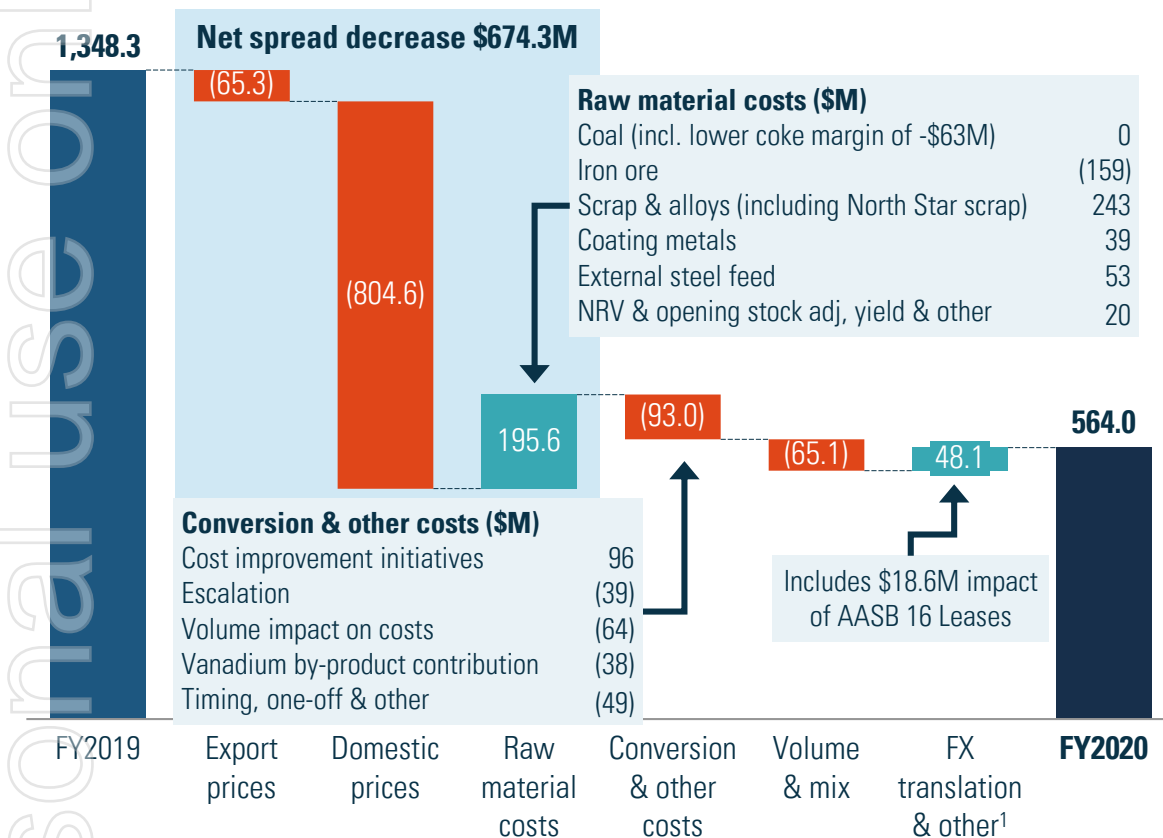 1,348.3
Net spread decrease $674.3M
(65.3)
(804.6)
195.6
(93.0)
(65.1)
48.1
564.0
Raw material costs ($M)
Coal (incl. lower coke margin of -$63M) 0
Iron ore (159)
Scrap & alloys (including North Star scrap) 243
Coating metals 39
External steel feed 53
NRV & opening stock adj, yield & other 20
Conversion & other costs ($M)
Cost improvement initiatives 96
Escalation (39)
Volume impact on costs (64)
Vanadium by-product contribution (38)
Timing, one-off & other (49)
Includes $18.6M impact
of AASB 16 Leases
FY2019
Export
prices
Domestic
prices
Raw
material
costs
Conversion
& other
costs
Volume
& mix
FX
translation
& other¹
FY2020
sonal use onl